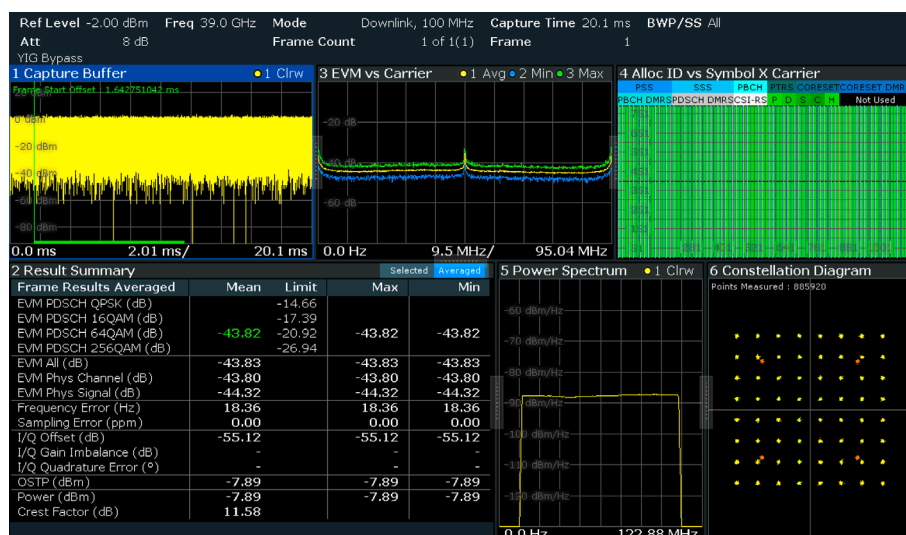 Ref Level -2.00 dBm Freq 39.0 GHz Mode Downlink, 100 MHz Capture Time 20.1 ms BWP/SS All
Att 8 dB Frame Count 1 of 1(1) Frame 1
YIG Bypass
1 Capture Buffer 1 Clrw
Frame Start Offset : 1.642751042 ms
0 dBm
-20 dBm
-40 dBm
-60 dBm
-80 dBm
0.0 ms 2.01 ms/ 20.1 ms
3 EVM vs Carrier 1 Avg 2 Min 3 Max
-20 dB
-40 dB
-60 dB
0.0 Hz 9.5 MHz/ 95.04 MHz
4 Alloc ID vs Symbol X Carrier
PSS SSS PBCH PTRS CORESET CORESET DMR
PBCH DMRS PDSCH DMRS CSI-RS P D S C H Not Used
2 Result Summary Selected Averaged
Frame Results Averaged Mean Limit Max Min
EVM PDSCH QPSK (dB) -14.66
EVM PDSCH 16QAM (dB) -17.39
EVM PDSCH 64QAM (dB) -43.82 -20.92 -43.82 -43.82
EVM PDSCH 256QAM (dB) -26.94
EVM All (dB) -43.83 -43.83 -43.83
EVM Phys Channel (dB) -43.80 -43.80 -43.80
EVM Phys Signal (dB) -44.32 -44.32 -44.32
Frequency Error (Hz) 18.36 18.36 18.36
Sampling Error (ppm) 0.00 0.00 0.00
I/Q Offset (dB) -55.12 -55.12 -55.12
I/Q Gain Imbalance (dB) - - -
I/Q Quadrature Error (°) - - -
OSTP (dBm) -7.89 -7.89 -7.89
Power (dBm) -7.89 -7.89 -7.89
Crest Factor (dB) 11.58
5 Power Spectrum 1 Clrw
-60 dBm/Hz
-70 dBm/Hz
-80 dBm/Hz
-90 dBm/Hz
-100 dBm/Hz
-110 dBm/Hz
-120 dBm/Hz
0.0 Hz 122.88 MHz
6 Constellation Diagram
Points Measured : 885920